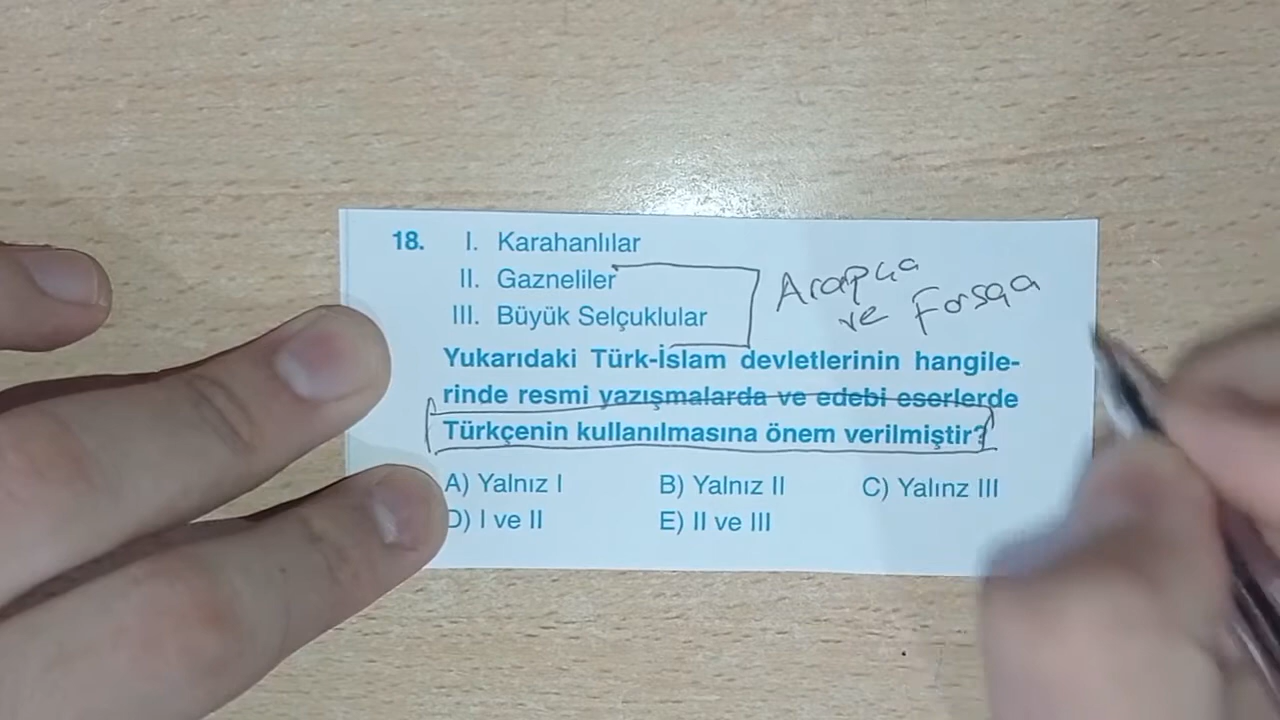 18. I. Karahanlılar
II. Gazneliler
III. Büyük Selçuklular
Arapça
ve Farsça
Yukarıdaki Türk-İslam devletlerinin hangile-
rinde resmi yazışmalarda ve edebi eserlerde
Türkçenin kullanılmasına önem verilmiştir?
A) Yalnız I B) Yalnız II C) Yalınz III
D) I ve II E) II ve III